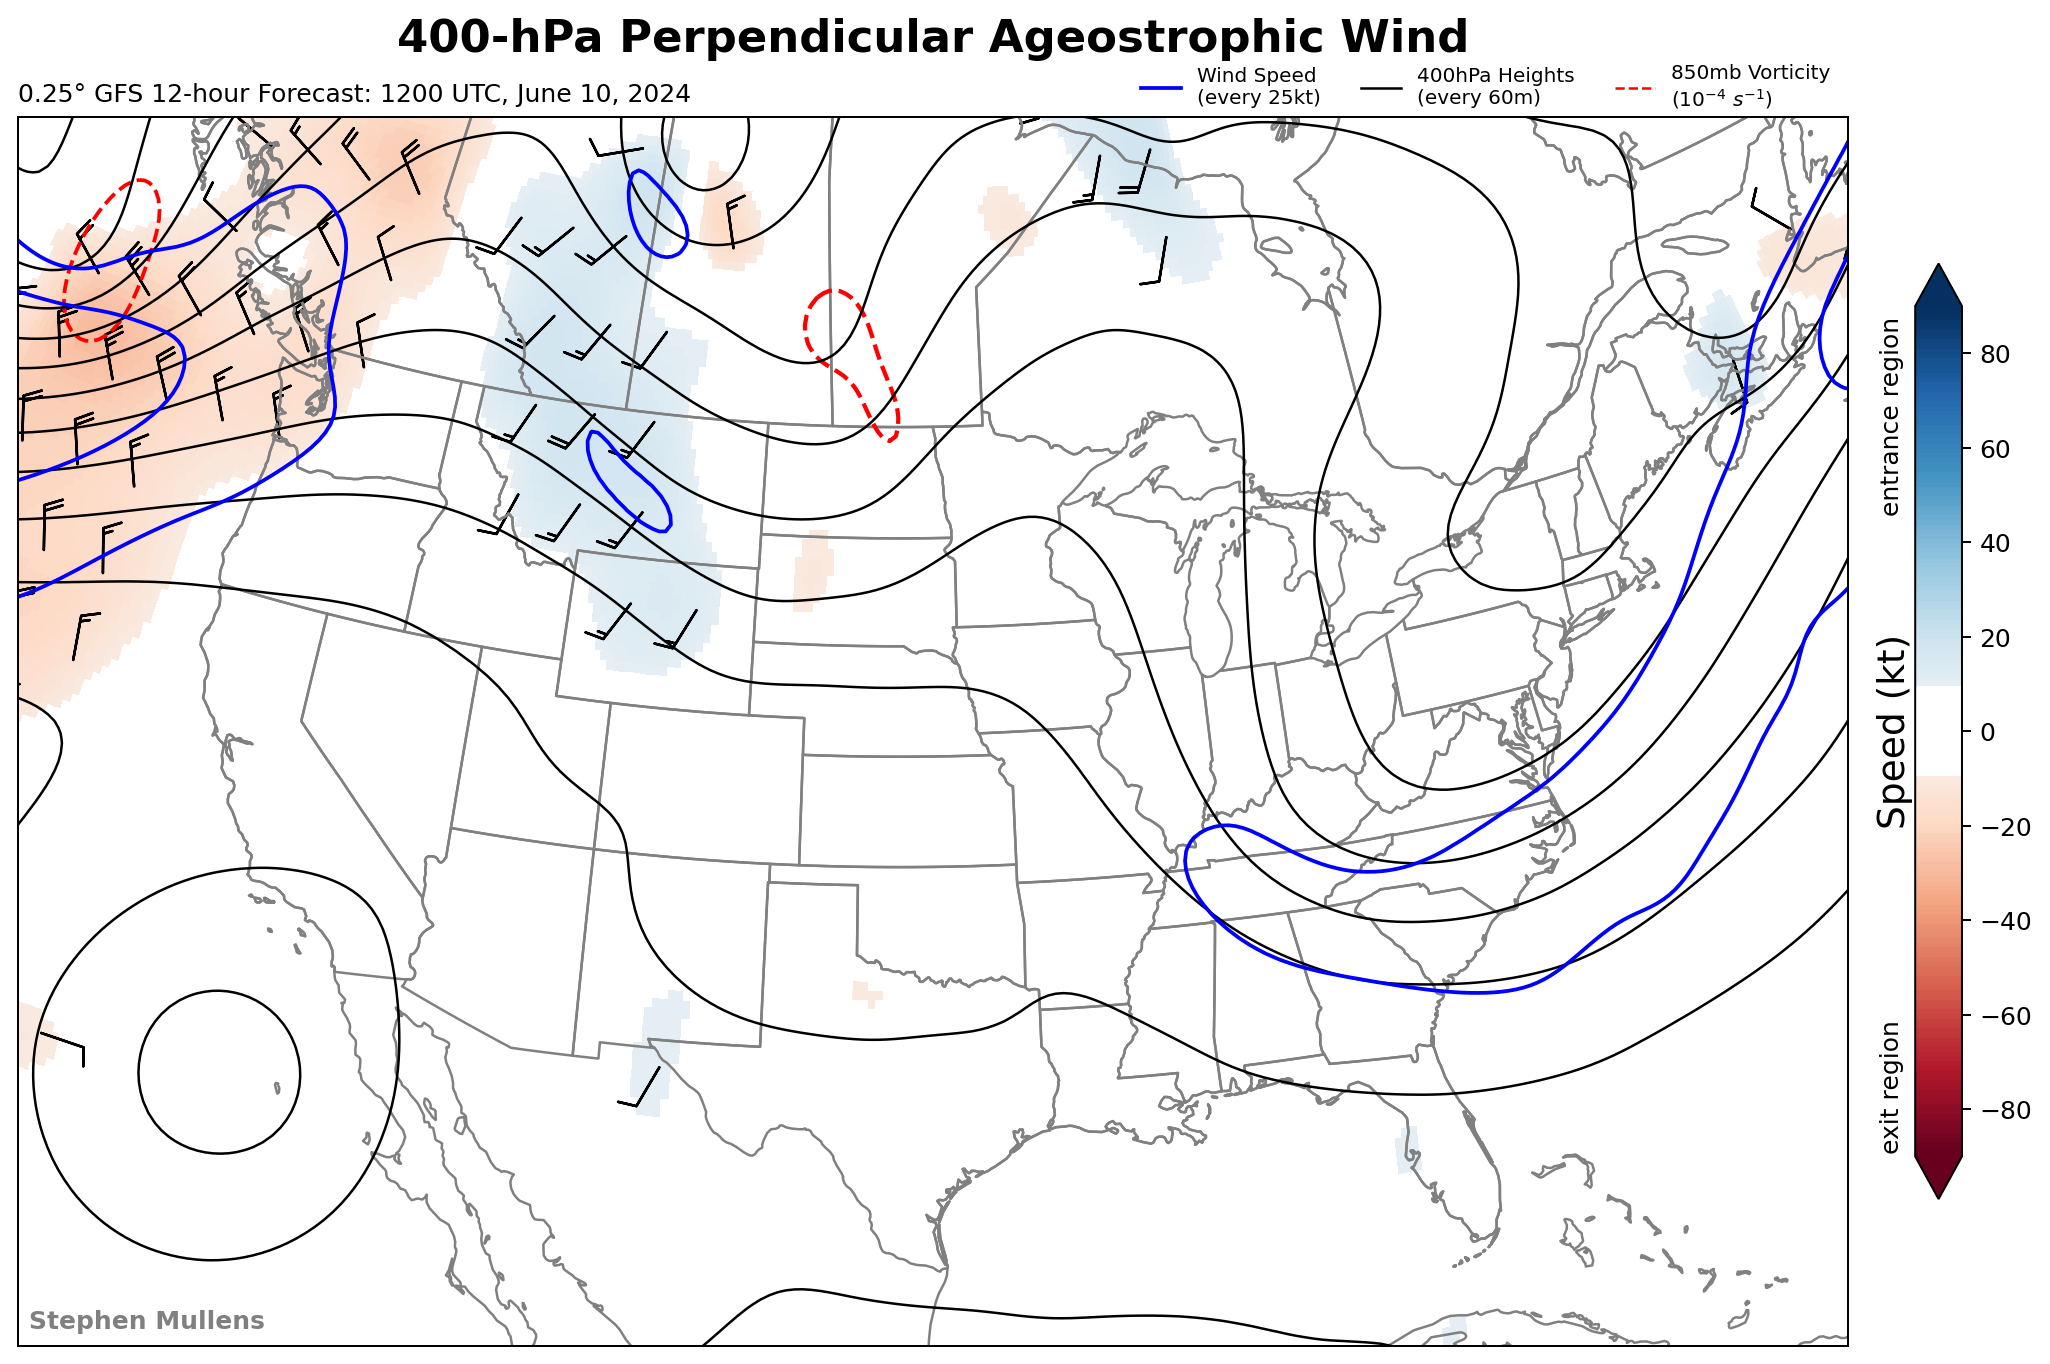 400-hPa Perpendicular Ageostrophic Wind
0.25° GFS 12-hour Forecast: 1200 UTC, June 10, 2024
Wind Speed
(every 25kt)
400hPa Heights
(every 60m)
850mb Vorticity
(10⁻⁴ s⁻¹)
entrance region
Speed (kt)
exit region
80
60
40
20
0
−20
−40
−60
−80
Stephen Mullens